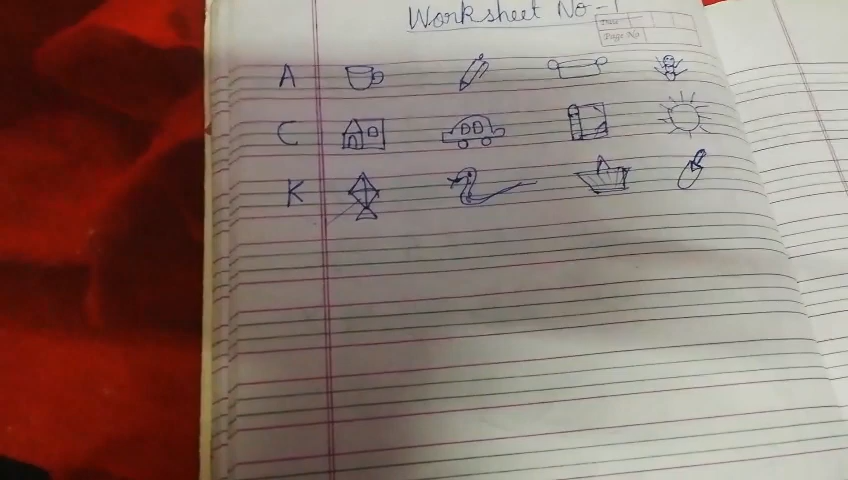 Worksheet No-1
Date
Page No
A
C
K